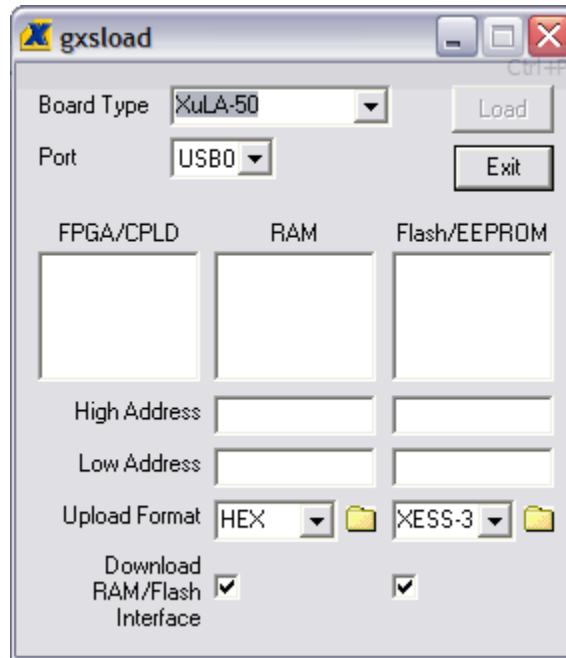 gxsload
Ctrl+P
Board Type XuLA-50 Load
Port USB0 Exit
FPGA/CPLD RAM Flash/EEPROM
High Address
Low Address
Upload Format HEX XESS-3
Download
RAM/Flash
Interface